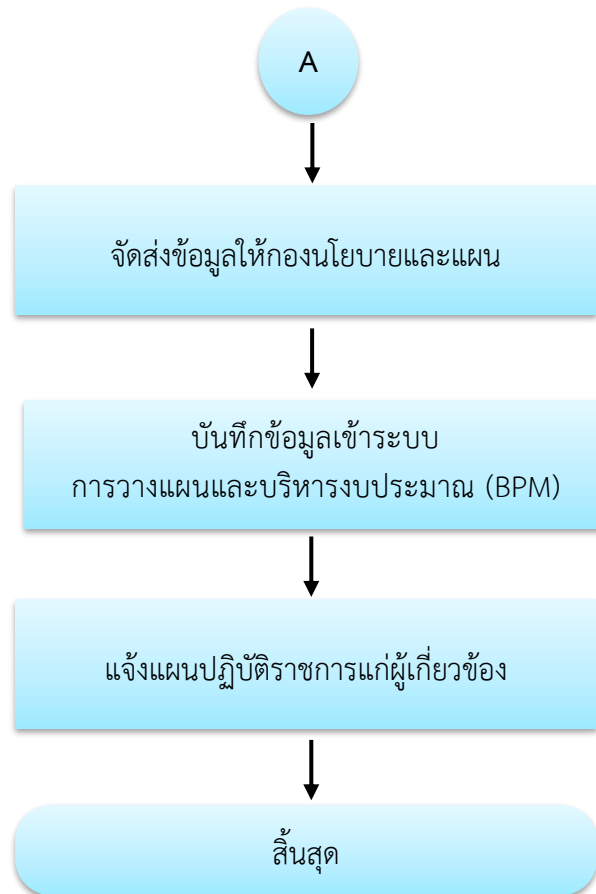 A
จัดส่งข้อมูลให้กองนโยบายและแผน
บันทึกข้อมูลเข้าระบบ
การวางแผนและบริหารงบประมาณ (BPM)
แจ้งแผนปฏิบัติราชการแก่ผู้เกี่ยวข้อง
สิ้นสุด